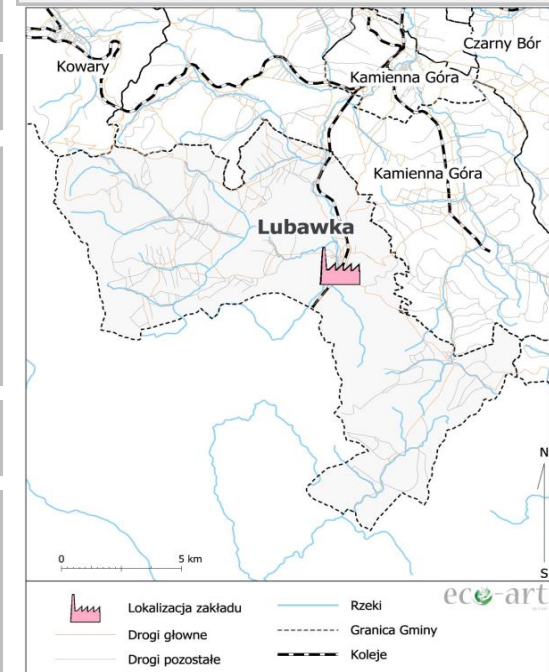 Czarny Bór
Kowary
Kamienna Góra
Kamienna Góra
Lubawka
N
S
0 5 km
Lokalizacja zakładu
Drogi głowne
Drogi pozostałe
Rzeki
Granica Gminy
Koleje
eco-art